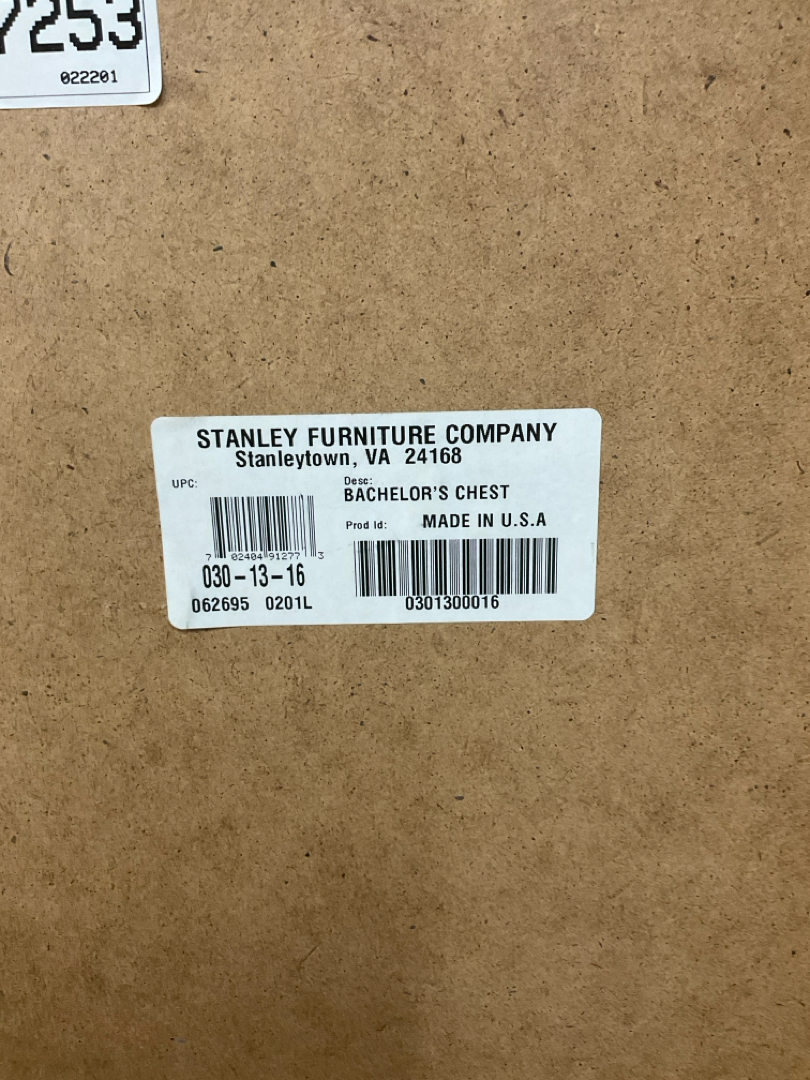 7253
022201
STANLEY FURNITURE COMPANY
Stanleytown, VA 24168
UPC:
Desc:
BACHELOR'S CHEST
Prod Id: MADE IN U.S.A
7 02404 91277 3
030-13-16
062695 0201L
0301300016